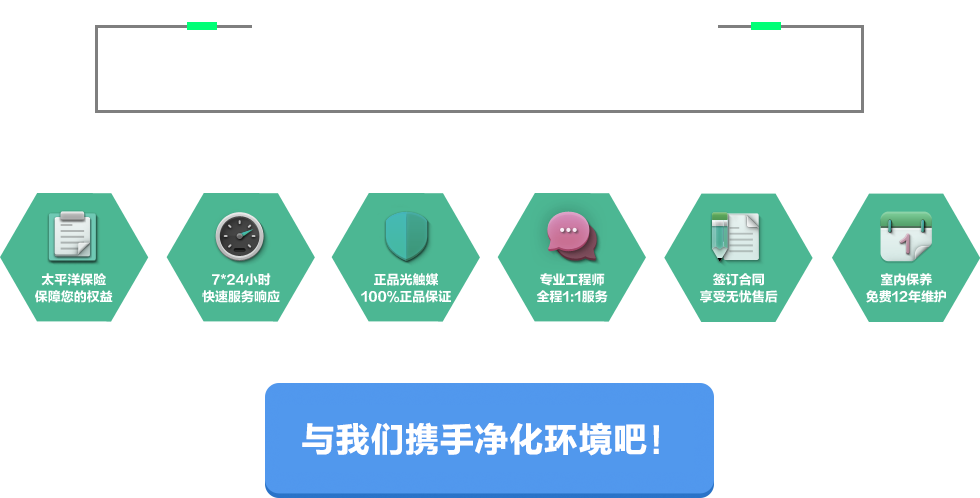 太平洋保险
保障您的权益
7*24小时
快速服务响应
正品光触媒
100%正品保证
专业工程师
全程1:1服务
签订合同
享受无忧售后
1
室内保养
免费12年维护
与我们携手净化环境吧！